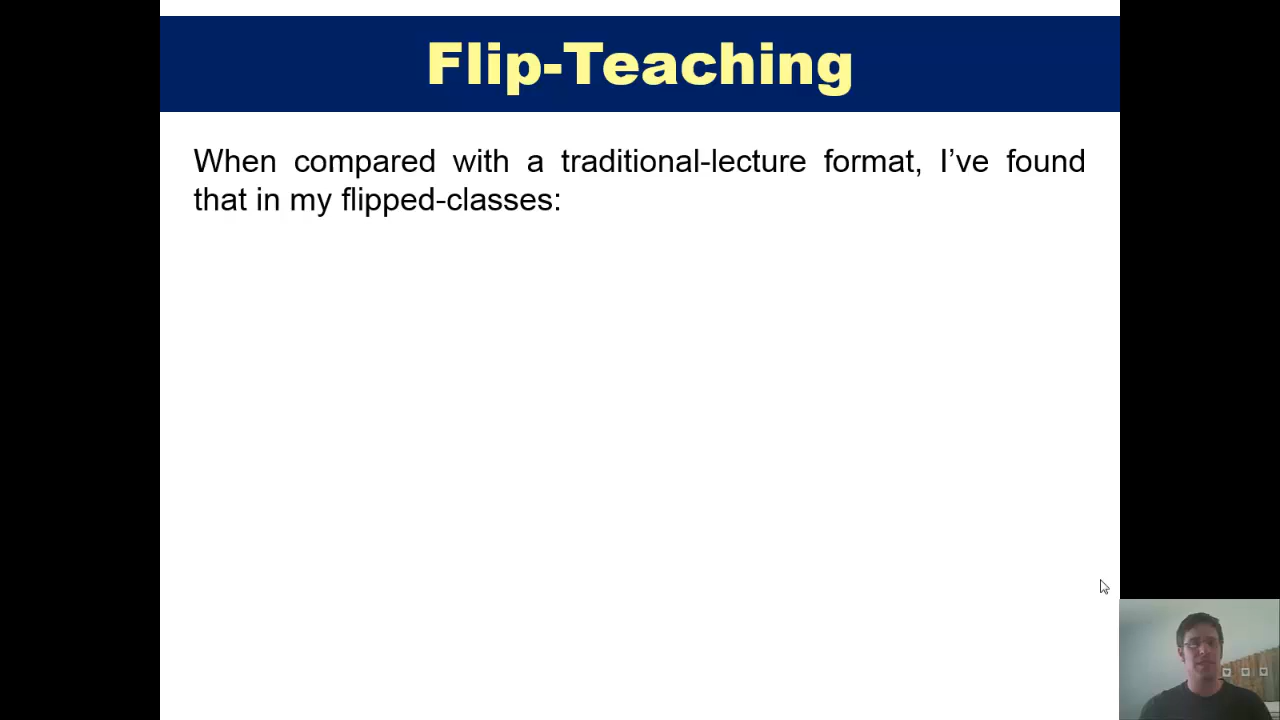 Flip-Teaching
When compared with a traditional-lecture format, I’ve found
that in my flipped-classes: